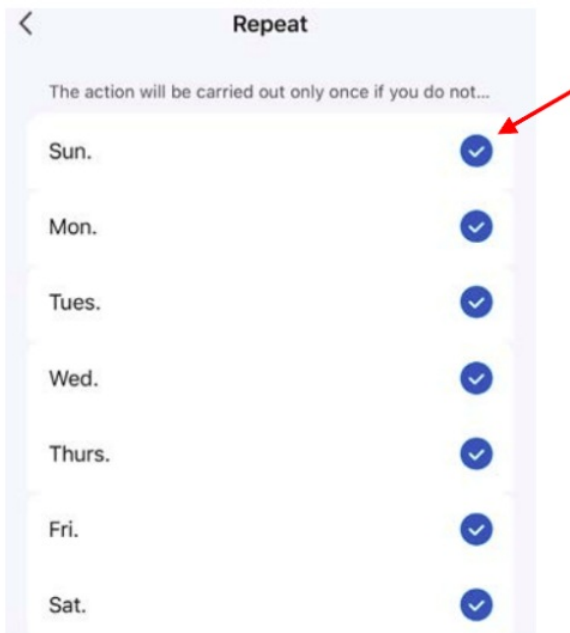 Repeat
The action will be carried out only once if you do not...
Sun.
Mon.
Tues.
Wed.
Thurs.
Fri.
Sat.